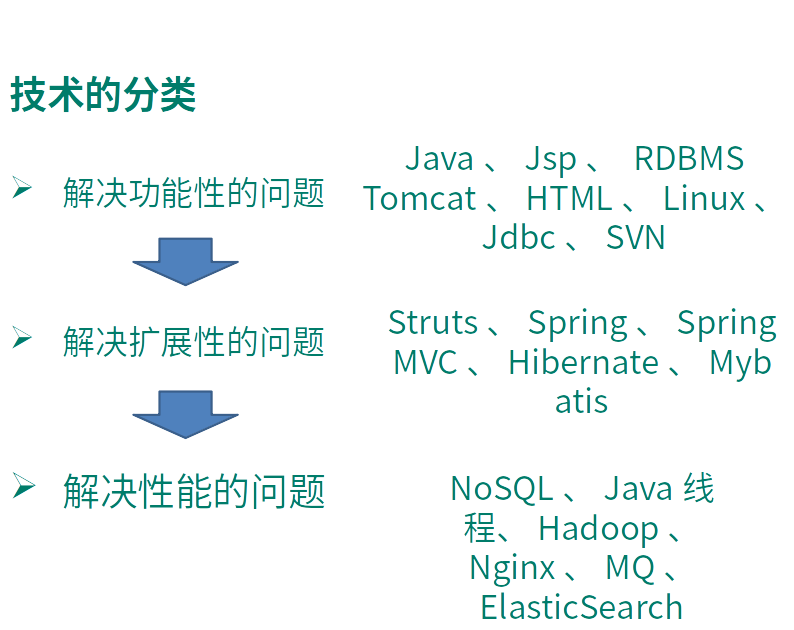 技术的分类
解决功能性的问题
Java 、 Jsp 、 RDBMS
Tomcat 、 HTML 、 Linux 、
Jdbc 、 SVN
解决扩展性的问题
Struts 、 Spring 、 Spring
MVC 、 Hibernate 、 Myb
atis
解决性能的问题
NoSQL 、 Java 线
程、 Hadoop 、
Nginx 、 MQ 、
ElasticSearch